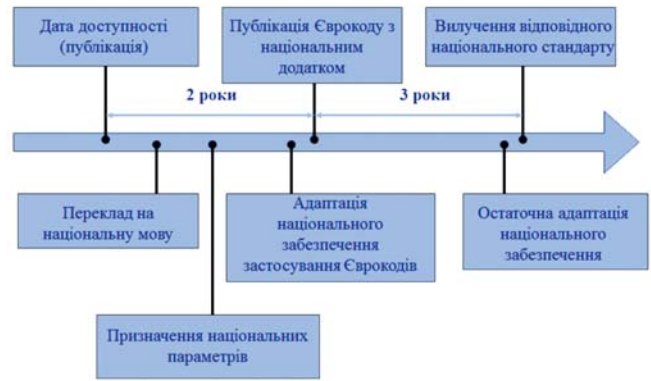 Дата доступності
(публікація)
Публікація Єврокоду з
національним
додатком
Вилучення відповідного
національного стандарту
2 роки
3 роки
Переклад на
національну мову
Адаптація
національного
забезпечення
застосування Єврокодів
Остаточна адаптація
національного
забезпечення
Призначення національних
параметрів